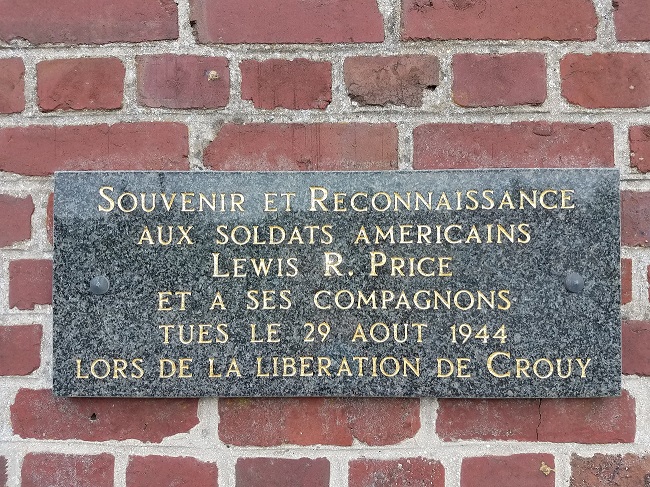 Souvenir et Reconnaissance
aux soldats americains
Lewis R. Price
et a ses compagnons
tues le 29 aout 1944
lors de la liberation de Crouy